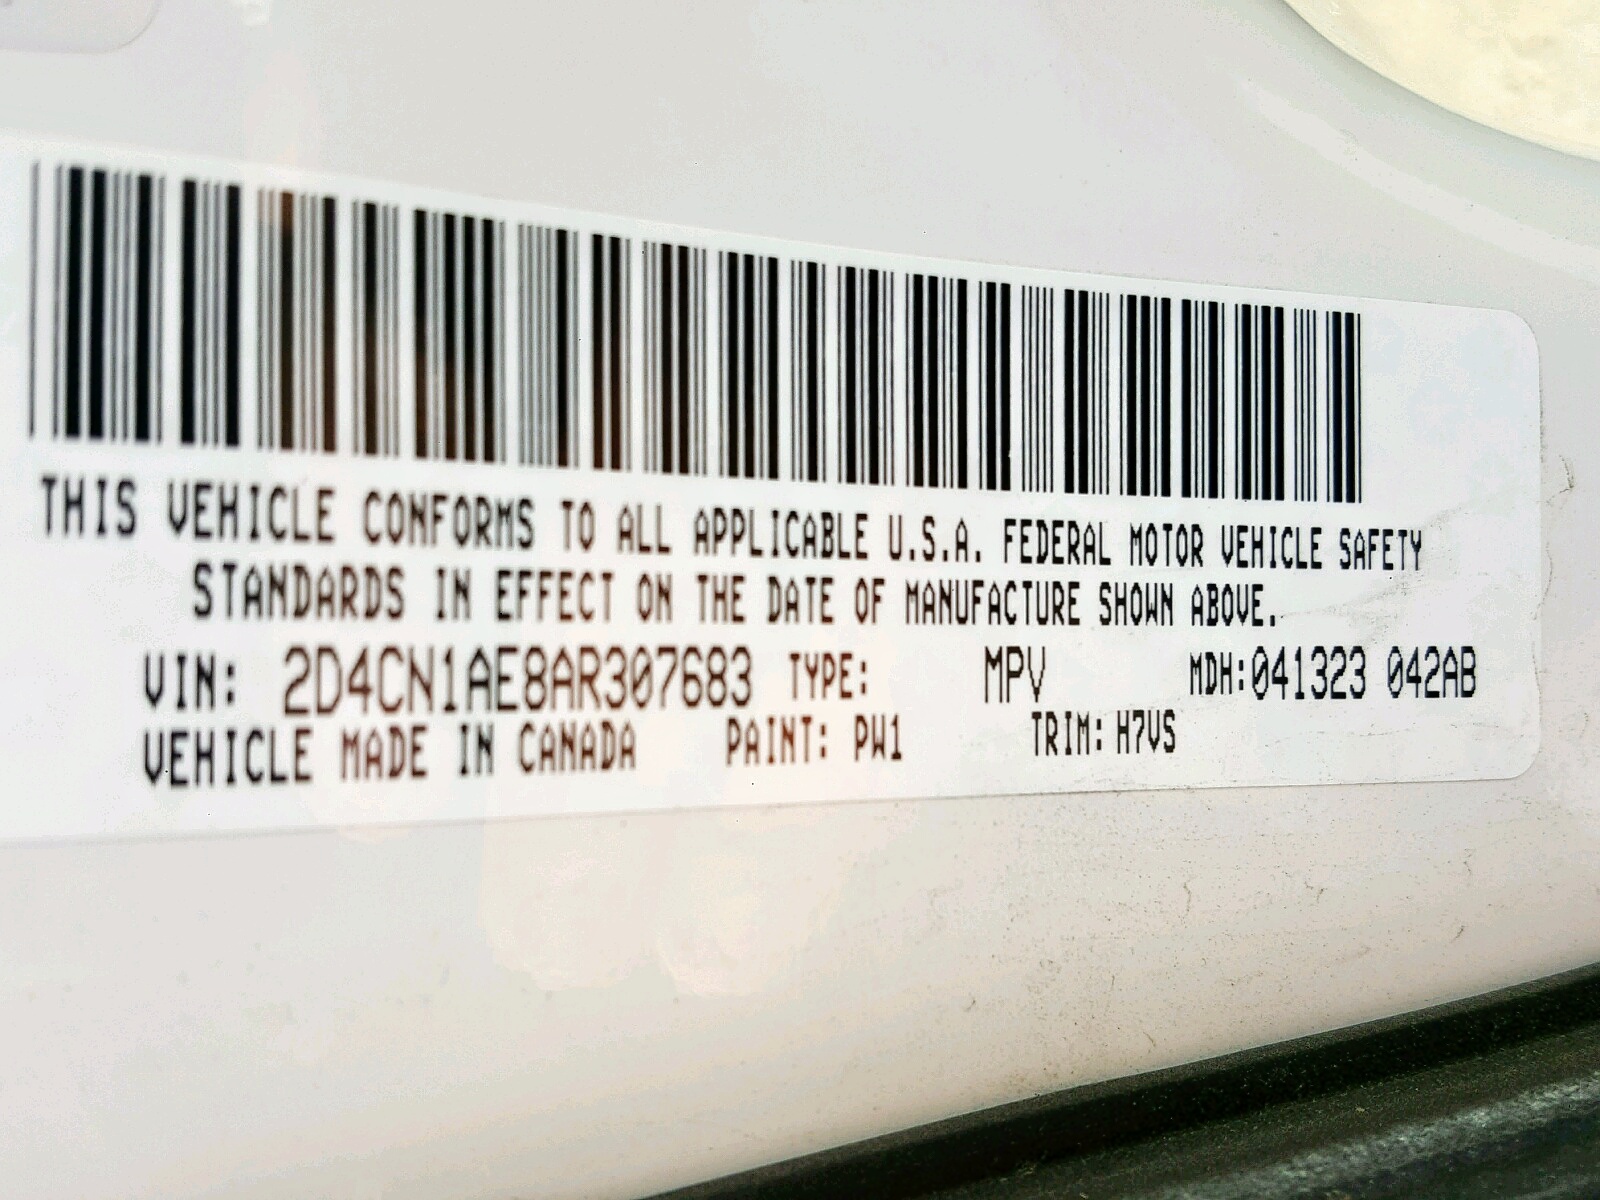 THIS VEHICLE CONFORMS TO ALL APPLICABLE U.S.A. FEDERAL MOTOR VEHICLE SAFETY
STANDARDS IN EFFECT ON THE DATE OF MANUFACTURE SHOWN ABOVE.
VIN: 2D4CN1AE8AR307683 TYPE: MPV MDH:041323 042AB
VEHICLE MADE IN CANADA PAINT: PW1 TRIM: H7VS